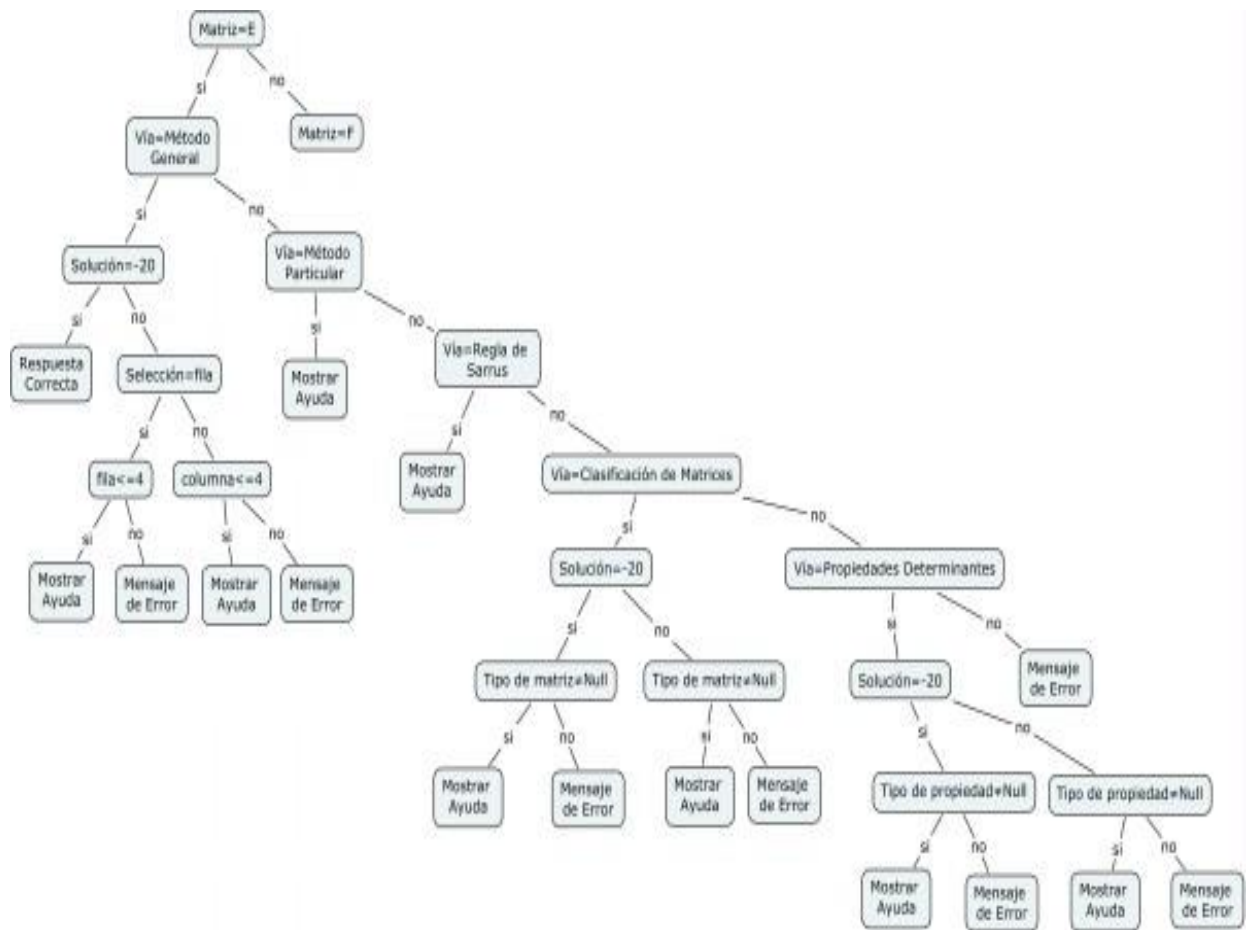 Matriz=E
si
no
Vía=Método
General
Matriz=F
si
no
Solución=-20
Vía=Método
Particular
si
no
si
no
Respuesta
Correcta
Selección=fila
Mostrar
Ayuda
Vía=Regla de
Sarrus
si
no
si
no
fila<=4
columna<=4
Mostrar
Ayuda
Vía=Clasificación de Matrices
si
no
si
no
si
no
Mostrar
Ayuda
Mensaje
de Error
Mostrar
Ayuda
Mensaje
de Error
Solución=-20
Vía=Propiedades Determinantes
si
no
si
no
Tipo de matriz≠Null
Tipo de matriz≠Null
Solución=-20
Mensaje
de Error
si
no
si
no
si
no
Mostrar
Ayuda
Mensaje
de Error
Mostrar
Ayuda
Mensaje
de Error
Tipo de propiedad≠Null
Tipo de propiedad≠Null
si
no
si
no
Mostrar
Ayuda
Mensaje
de Error
Mostrar
Ayuda
Mensaje
de Error